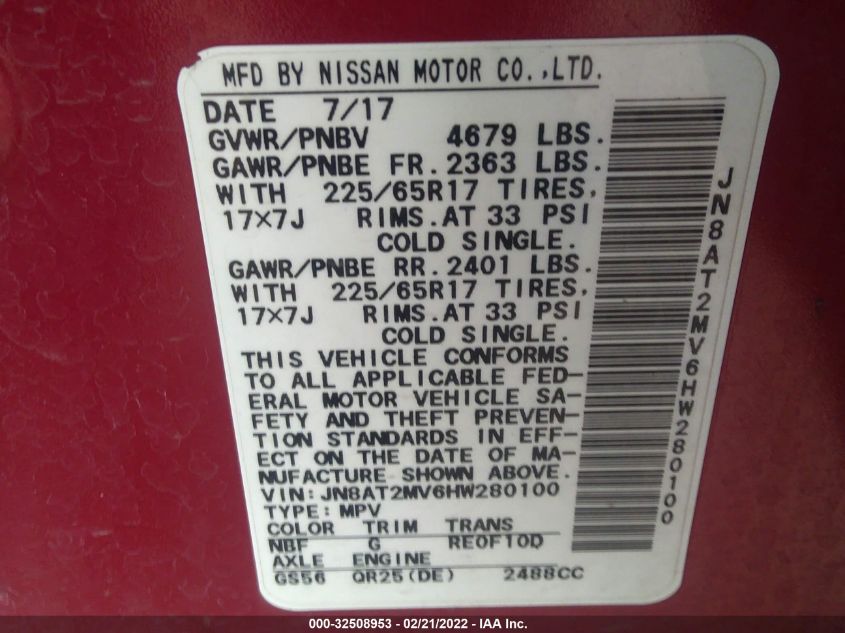 MFD BY NISSAN MOTOR CO.,LTD.
DATE 7/17
GVWR/PNBV 4679 LBS.
GAWR/PNBE FR. 2363 LBS.
WITH 225/65R17 TIRES,
17×7J RIMS. AT 33 PSI
COLD SINGLE.
GAWR/PNBE RR. 2401 LBS.
WITH 225/65R17 TIRES,
17×7J RIMS. AT 33 PSI
COLD SINGLE.
THIS VEHICLE CONFORMS
TO ALL APPLICABLE FED-
ERAL MOTOR VEHICLE SA-
FETY AND THEFT PREVEN-
TION STANDARDS IN EFF-
ECT ON THE DATE OF MA-
NUFACTURE SHOWN ABOVE.
VIN: JN8AT2MV6HW280100
TYPE: MPV
COLOR TRIM TRANS
NBF G RE0F10D
AXLE ENGINE
GS56 QR25(DE) 2488CC
JN8AT2MV6HW280100
000-32508953 - 02/21/2022 - IAA Inc.